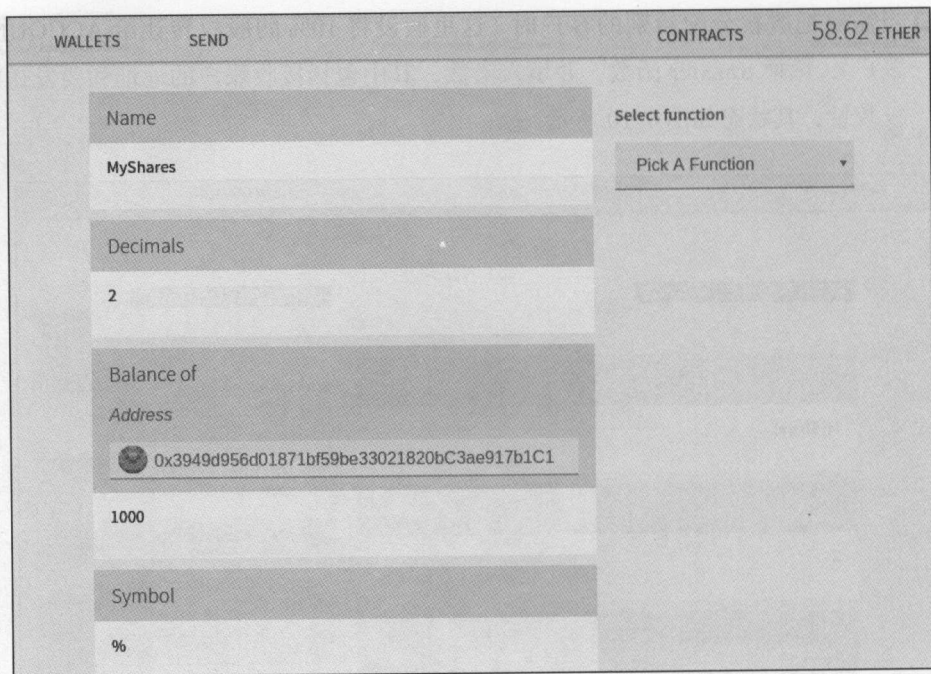 WALLETS SEND CONTRACTS 58.62 ETHER
Name
MyShares
Decimals
2
Balance of
Address
0x3949d956d01871bf59be33021820bC3ae917b1C1
1000
Symbol
%
Select function
Pick A Function